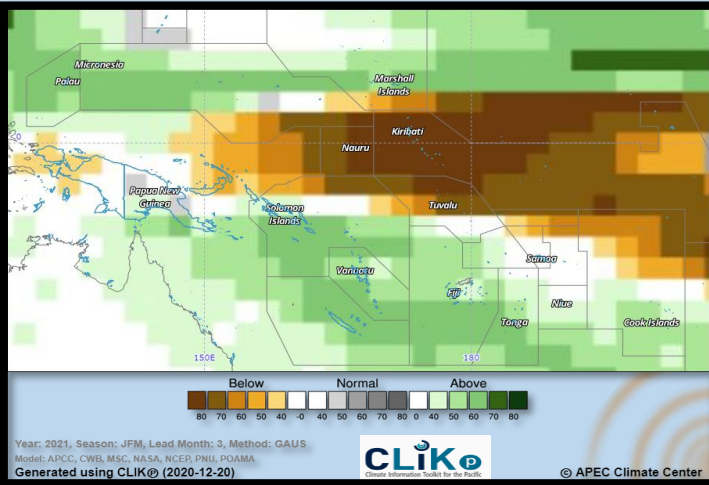 Micronesia
Palau
Marshall
Islands
0
Kiribati
Nauru
Papua New
Guinea
Solomon
Islands
Tuvalu
Vanuatu
Samoa
Fiji
Niue
Tonga
Cook Islands
150E
180
Below Normal Above
80 70 60 50 40 -0 40 50 60 70 80 0 40 50 60 70 80
Year: 2021, Season: JFM, Lead Month: 3, Method: GAUS
Model: APCC, CWB, MSC, NASA, NCEP, PNU, POAMA
Generated using CLIK® (2020-12-20)
CLiKP
Climate Information Toolkit for the Pacific
© APEC Climate Center